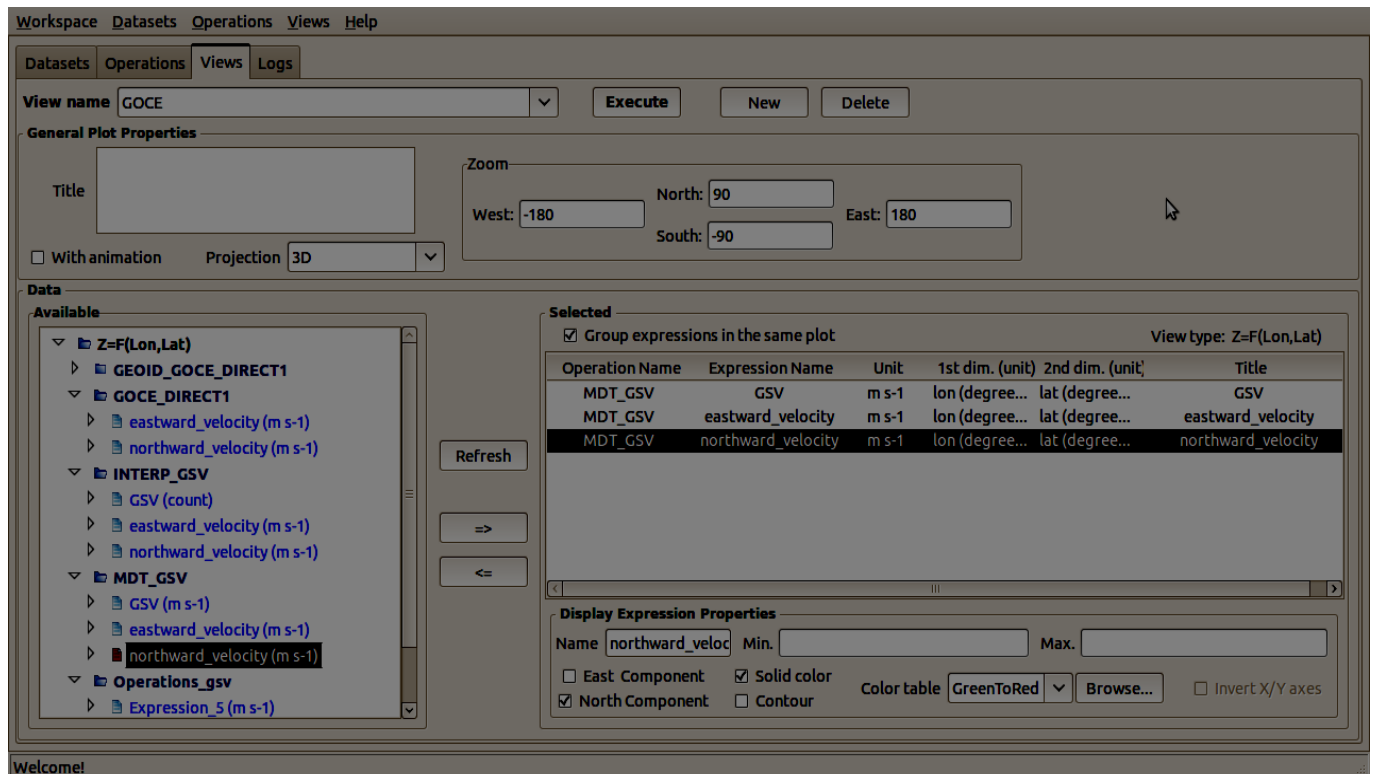 Workspace Datasets Operations Views Help
Datasets Operations Views Logs
View name GOCE Execute New Delete
General Plot Properties
Title
Zoom
North: 90
West: -180
East: 180
South: -90
With animation Projection 3D
Data
Available
Z=F(Lon,Lat)
GEOID_GOCE_DIRECT1
GOCE_DIRECT1
eastward_velocity (m s-1)
northward_velocity (m s-1)
INTERP_GSV
GSV (count)
eastward_velocity (m s-1)
northward_velocity (m s-1)
MDT_GSV
GSV (m s-1)
eastward_velocity (m s-1)
northward_velocity (m s-1)
Operations_gsv
Expression_5 (m s-1)
Refresh
=>
<=
Selected
Group expressions in the same plot View type: Z=F(Lon,Lat)
Operation Name Expression Name Unit 1st dim. (unit) 2nd dim. (unit) Title
MDT_GSV GSV m s-1 lon (degree... lat (degree... GSV
MDT_GSV eastward_velocity m s-1 lon (degree... lat (degree... eastward_velocity
MDT_GSV northward_velocity m s-1 lon (degree... lat (degree... northward_velocity
Display Expression Properties
Name northward_veloc Min. Max.
East Component Solid color
Color table GreenToRed Browse... Invert X/Y axes
North Component Contour
Welcome!